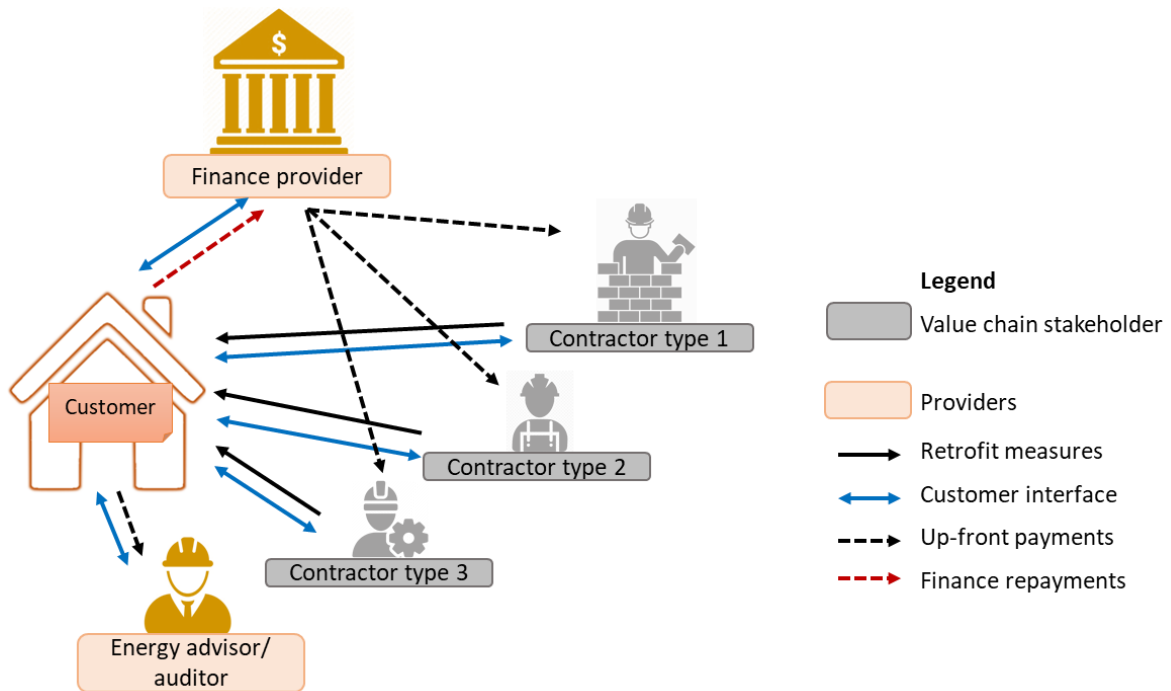 $
Finance provider
Contractor type 1
Customer
Contractor type 2
Contractor type 3
Energy advisor/
auditor
Legend
Value chain stakeholder
Providers
Retrofit measures
Customer interface
Up-front payments
Finance repayments